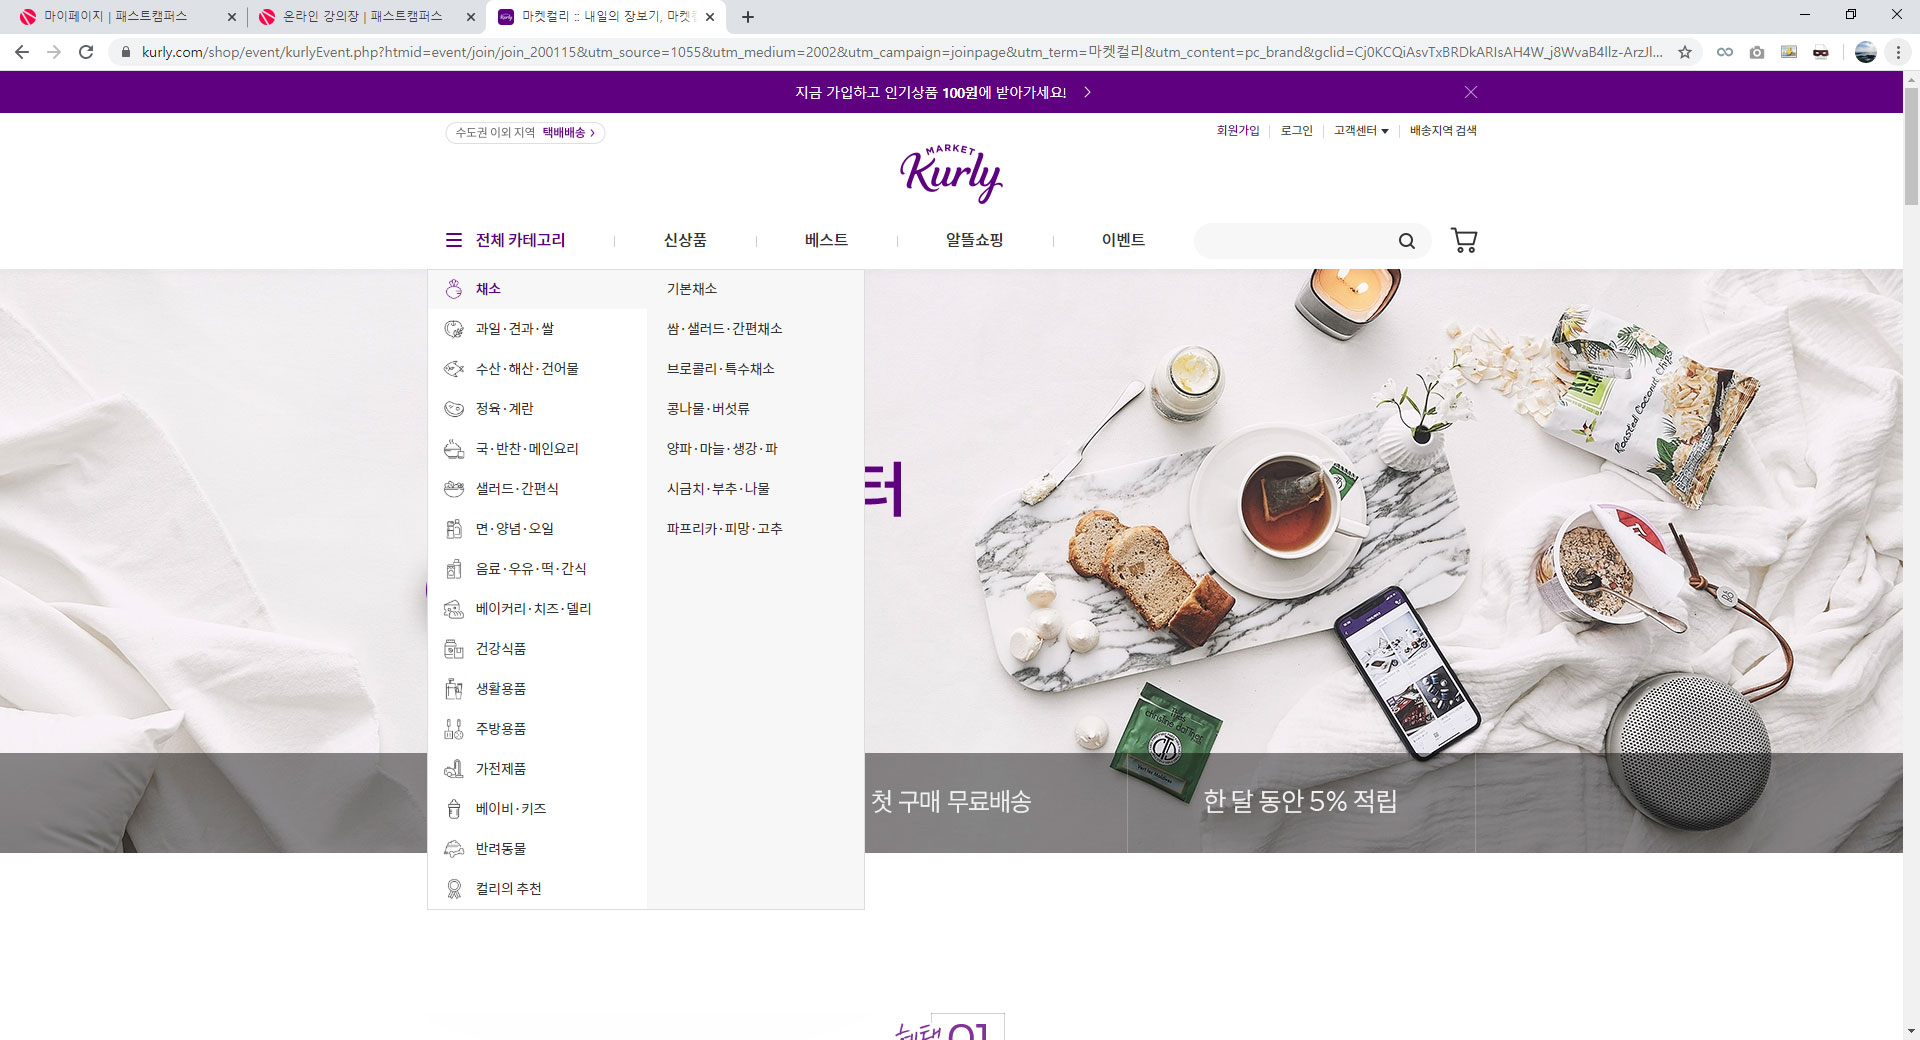 마이페이지 | 패스트캠퍼스
온라인 강의장 | 패스트캠퍼스
마켓컬리 :: 내일의 장보기, 마켓
kurly.com/shop/event/kurlyEvent.php?htmid=event/join/join_200115&utm_source=1055&utm_medium=2002&utm_campaign=joinpage&utm_term=마켓컬리&utm_content=pc_brand&gclid=Cj0KCQiAsvTxBRDkARIsAH4W_j8WvaB4llz-ArzJl...
지금 가입하고 인기상품 100원에 받아가세요!
수도권 이외 지역 택배배송
회원가입 로그인 고객센터 배송지역 검색
MARKET
Kurly
전체 카테고리 신상품 베스트 알뜰쇼핑 이벤트
채소
과일·견과·쌀
수산·해산·건어물
정육·계란
국·반찬·메인요리
샐러드·간편식
면·양념·오일
음료·우유·떡·간식
베이커리·치즈·델리
건강식품
생활용품
주방용품
가전제품
베이비·키즈
반려동물
컬리의 추천
기본채소
쌈·샐러드·간편채소
브로콜리·특수채소
콩나물·버섯류
양파·마늘·생강·파
시금치·부추·나물
파프리카·피망·고추
터
Roasted Coconut Chips
첫 구매 무료배송
한 달 동안 5% 적립
혜택 01